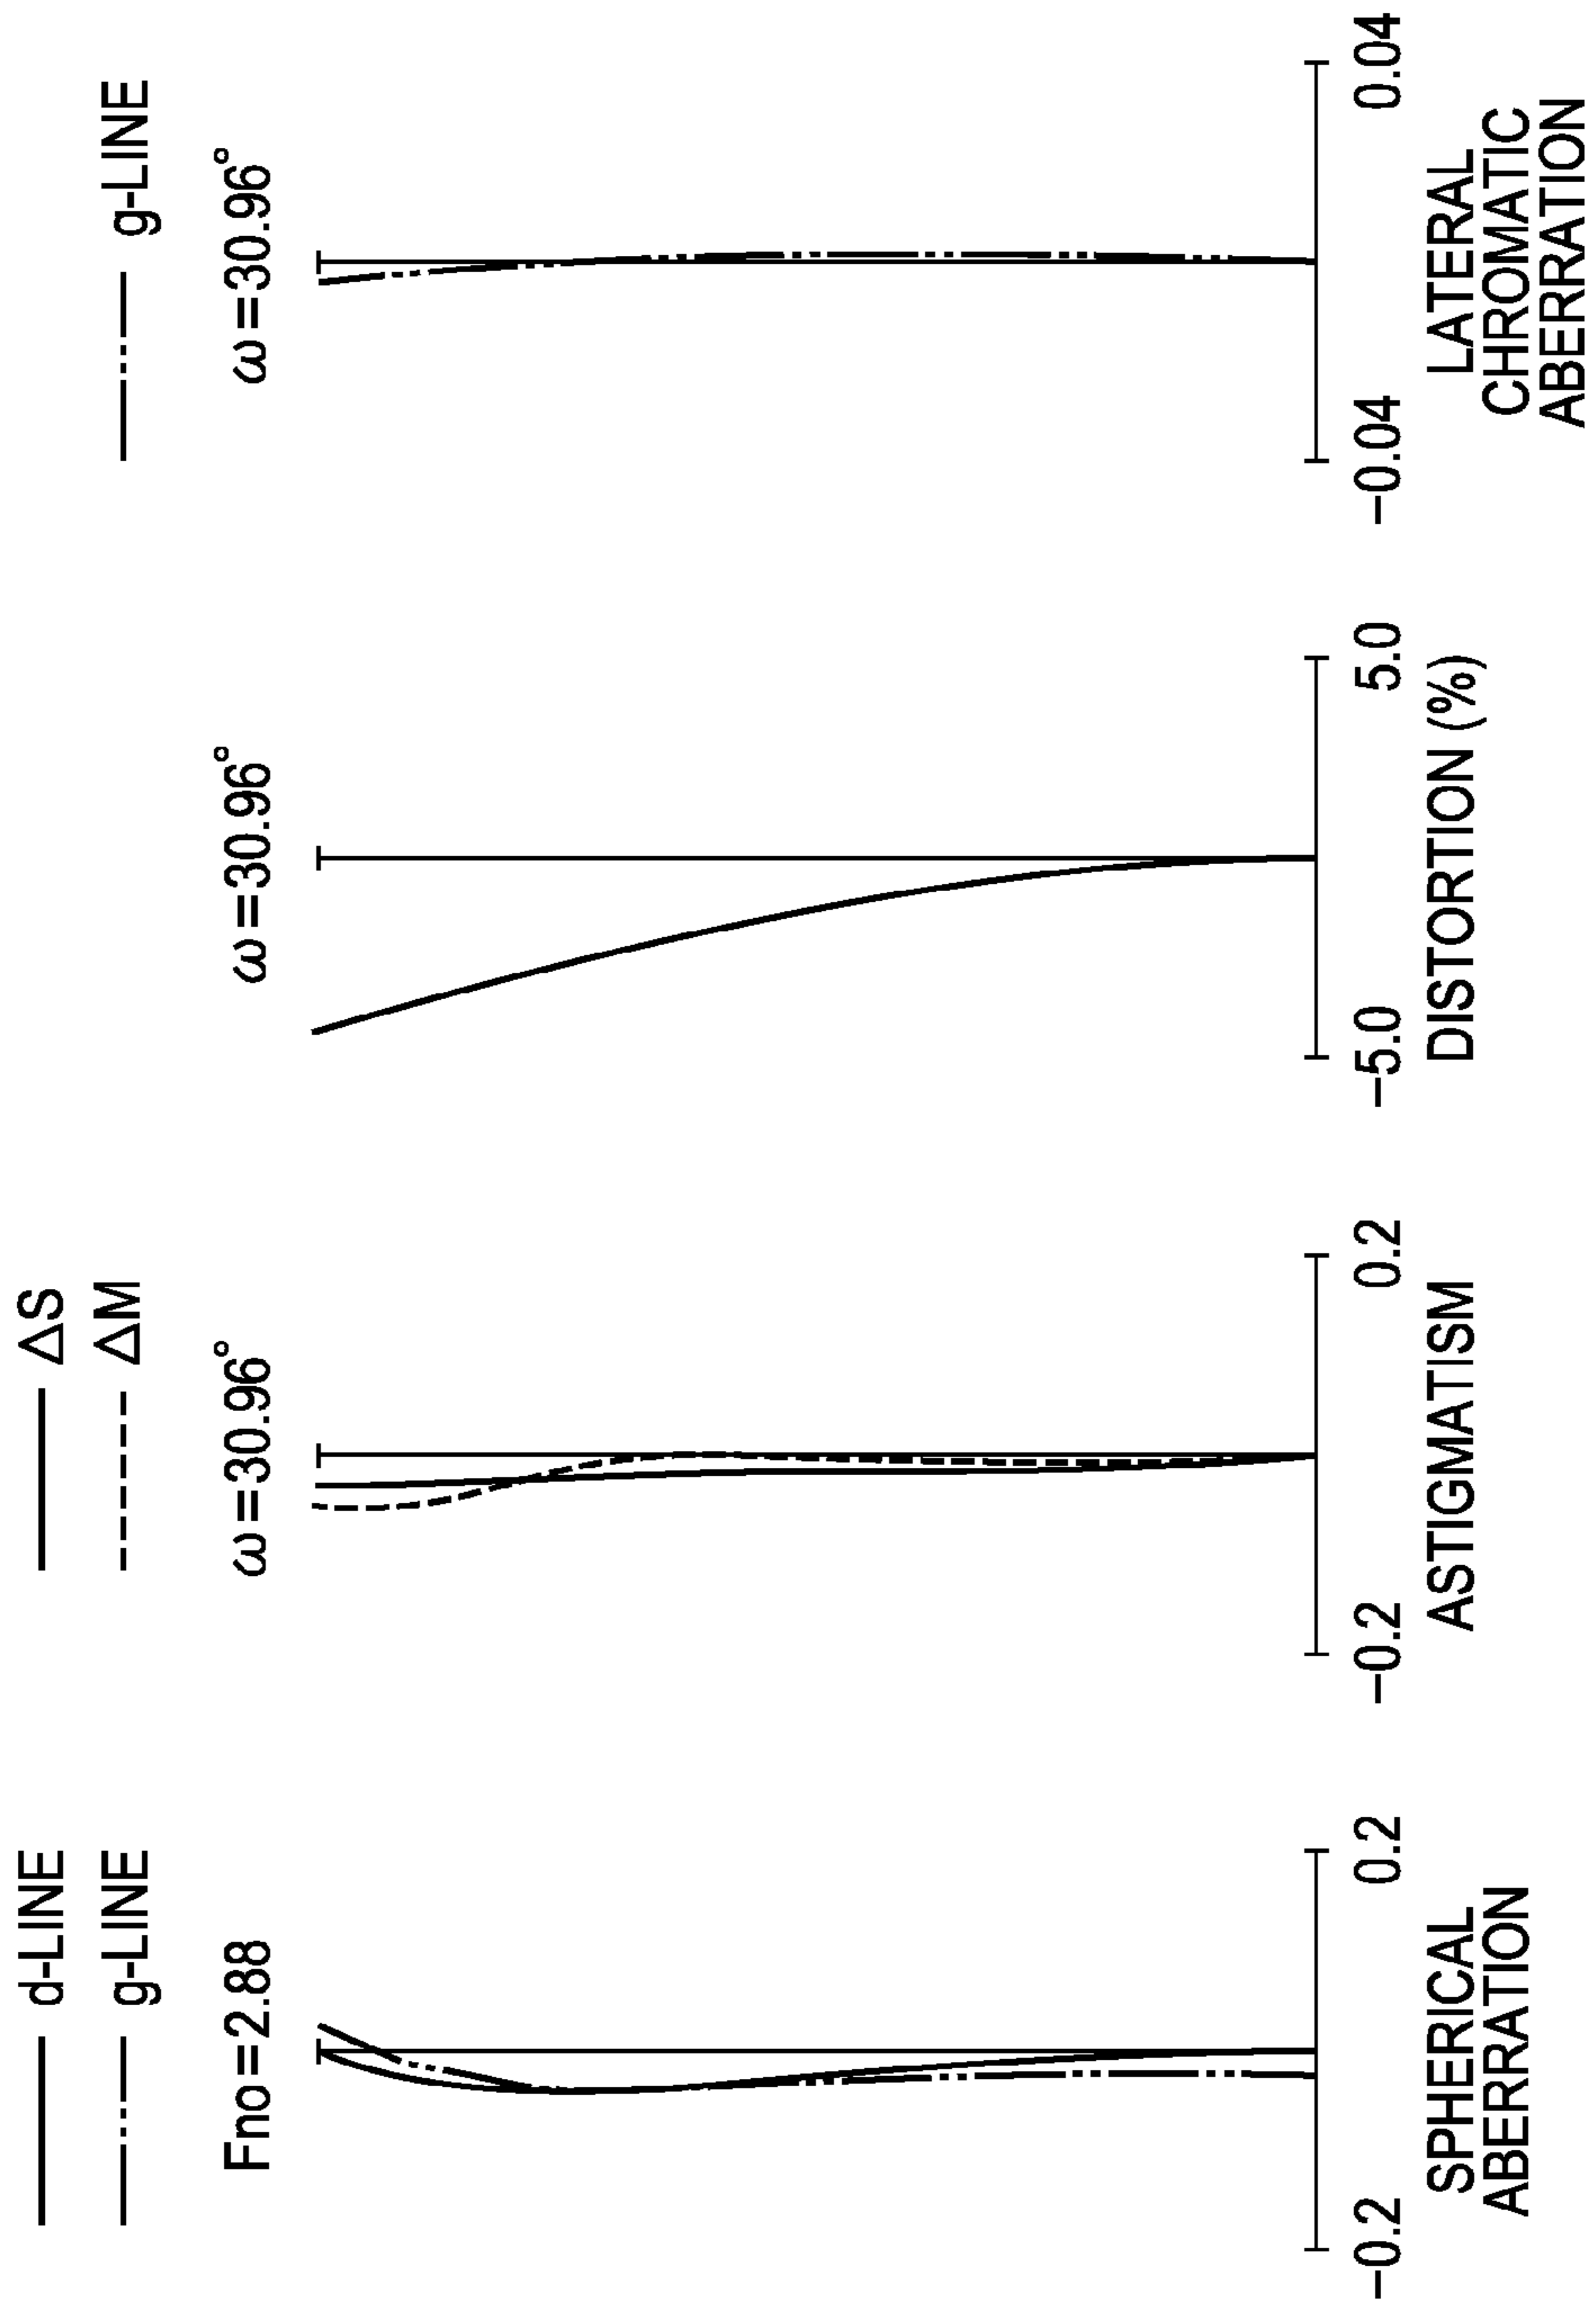 d-LINE
g-LINE
Fno=2.88
-0.2
0.2
SPHERICAL
ABERRATION
ΔS
ΔM
ω=30.96°
-0.2
0.2
ASTIGMATISM
ω=30.96°
-5.0
5.0
DISTORTION (%)
g-LINE
ω=30.96°
-0.04
0.04
LATERAL
CHROMATIC
ABERRATION